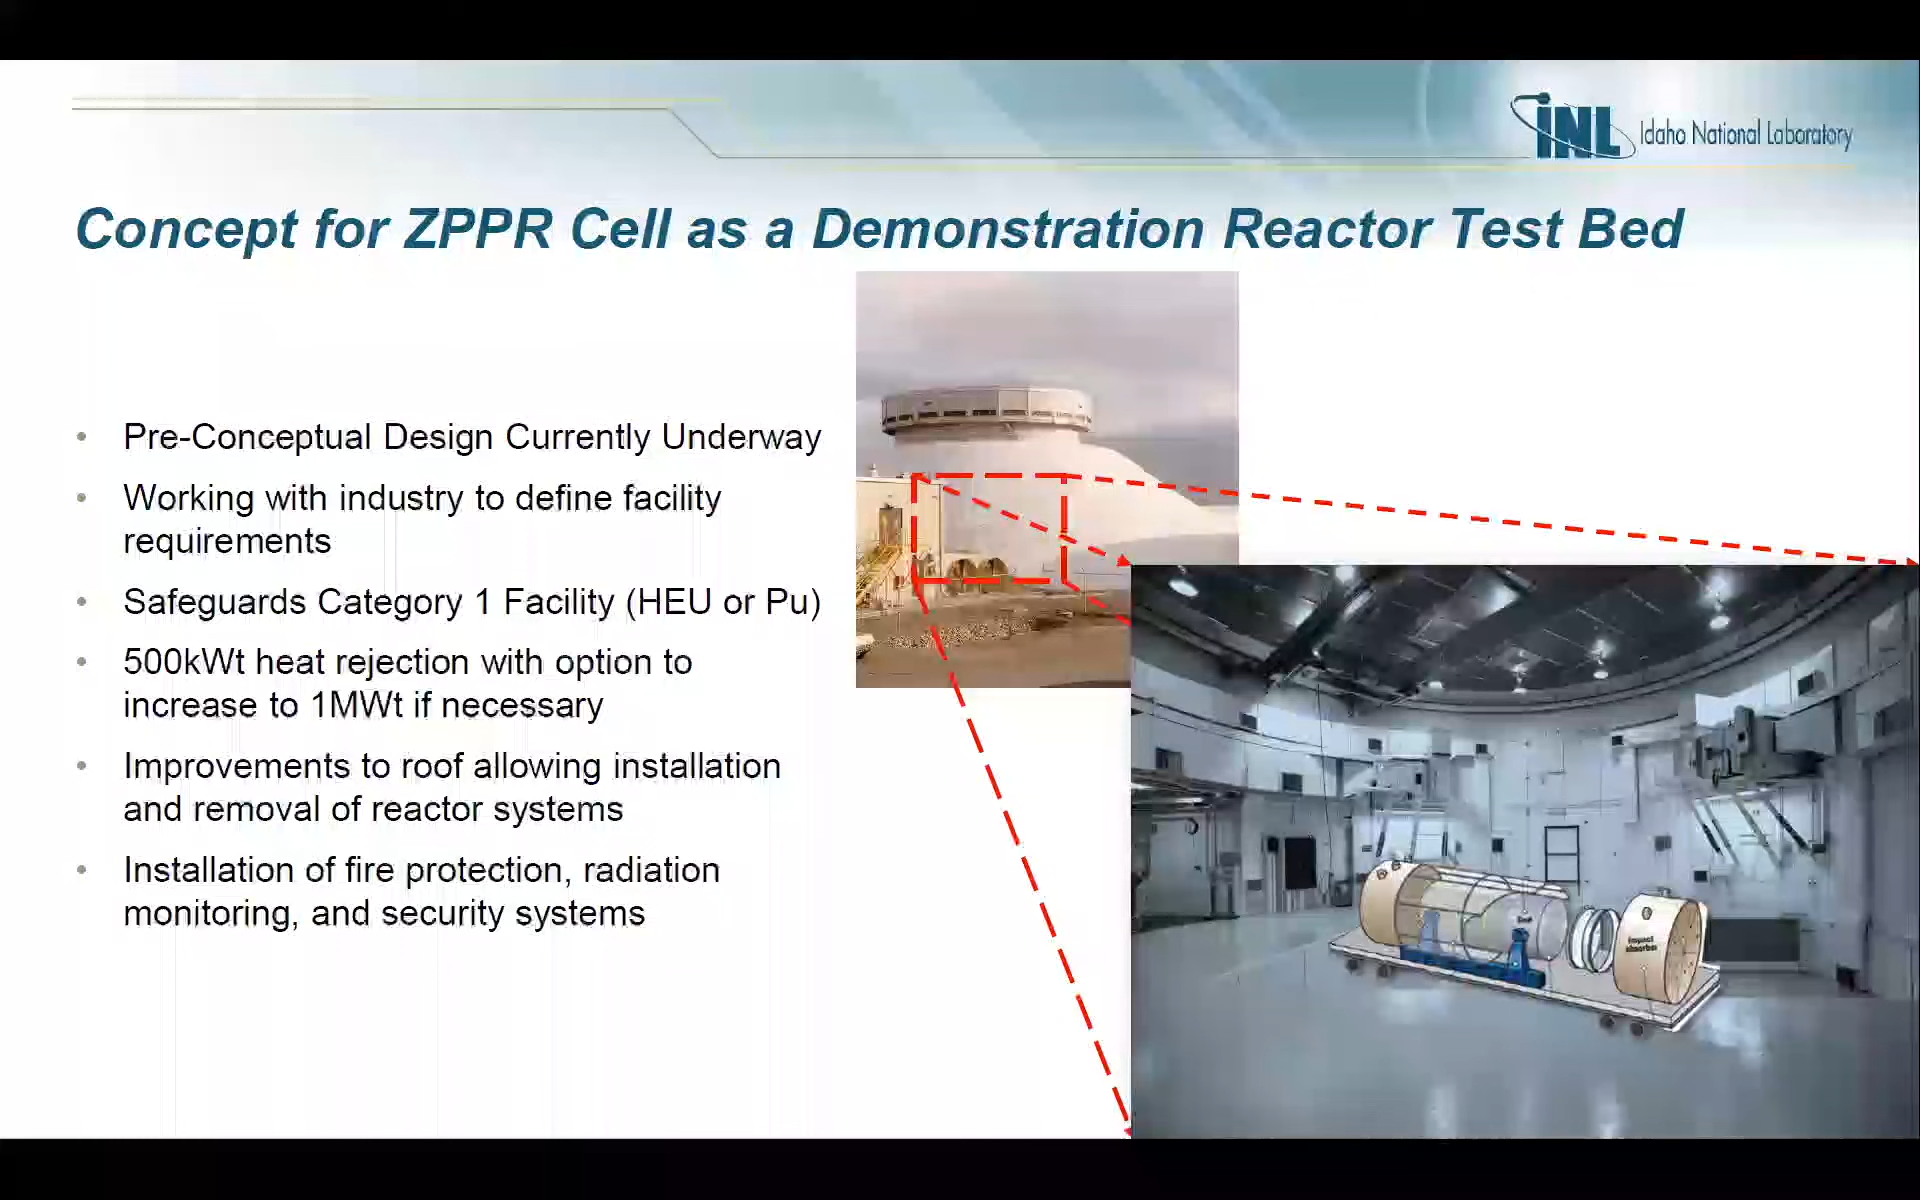 INL Idaho National Laboratory
Concept for ZPPR Cell as a Demonstration Reactor Test Bed
• Pre-Conceptual Design Currently Underway
• Working with industry to define facility
requirements
• Safeguards Category 1 Facility (HEU or Pu)
• 500kWt heat rejection with option to
increase to 1MWt if necessary
• Improvements to roof allowing installation
and removal of reactor systems
• Installation of fire protection, radiation
monitoring, and security systems
Impact
absorber